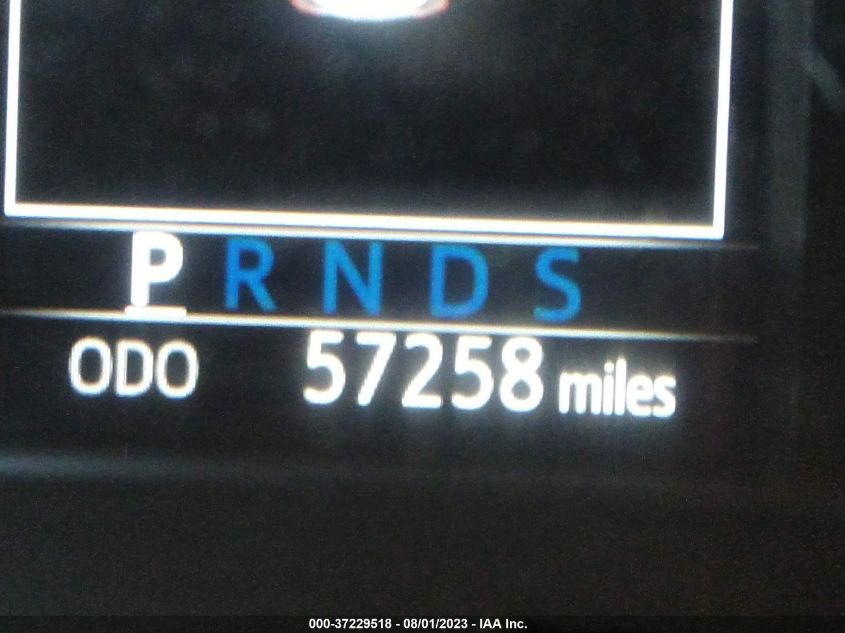 P R N D S
ODO 57258 miles
000-37229518 - 08/01/2023 - IAA Inc.